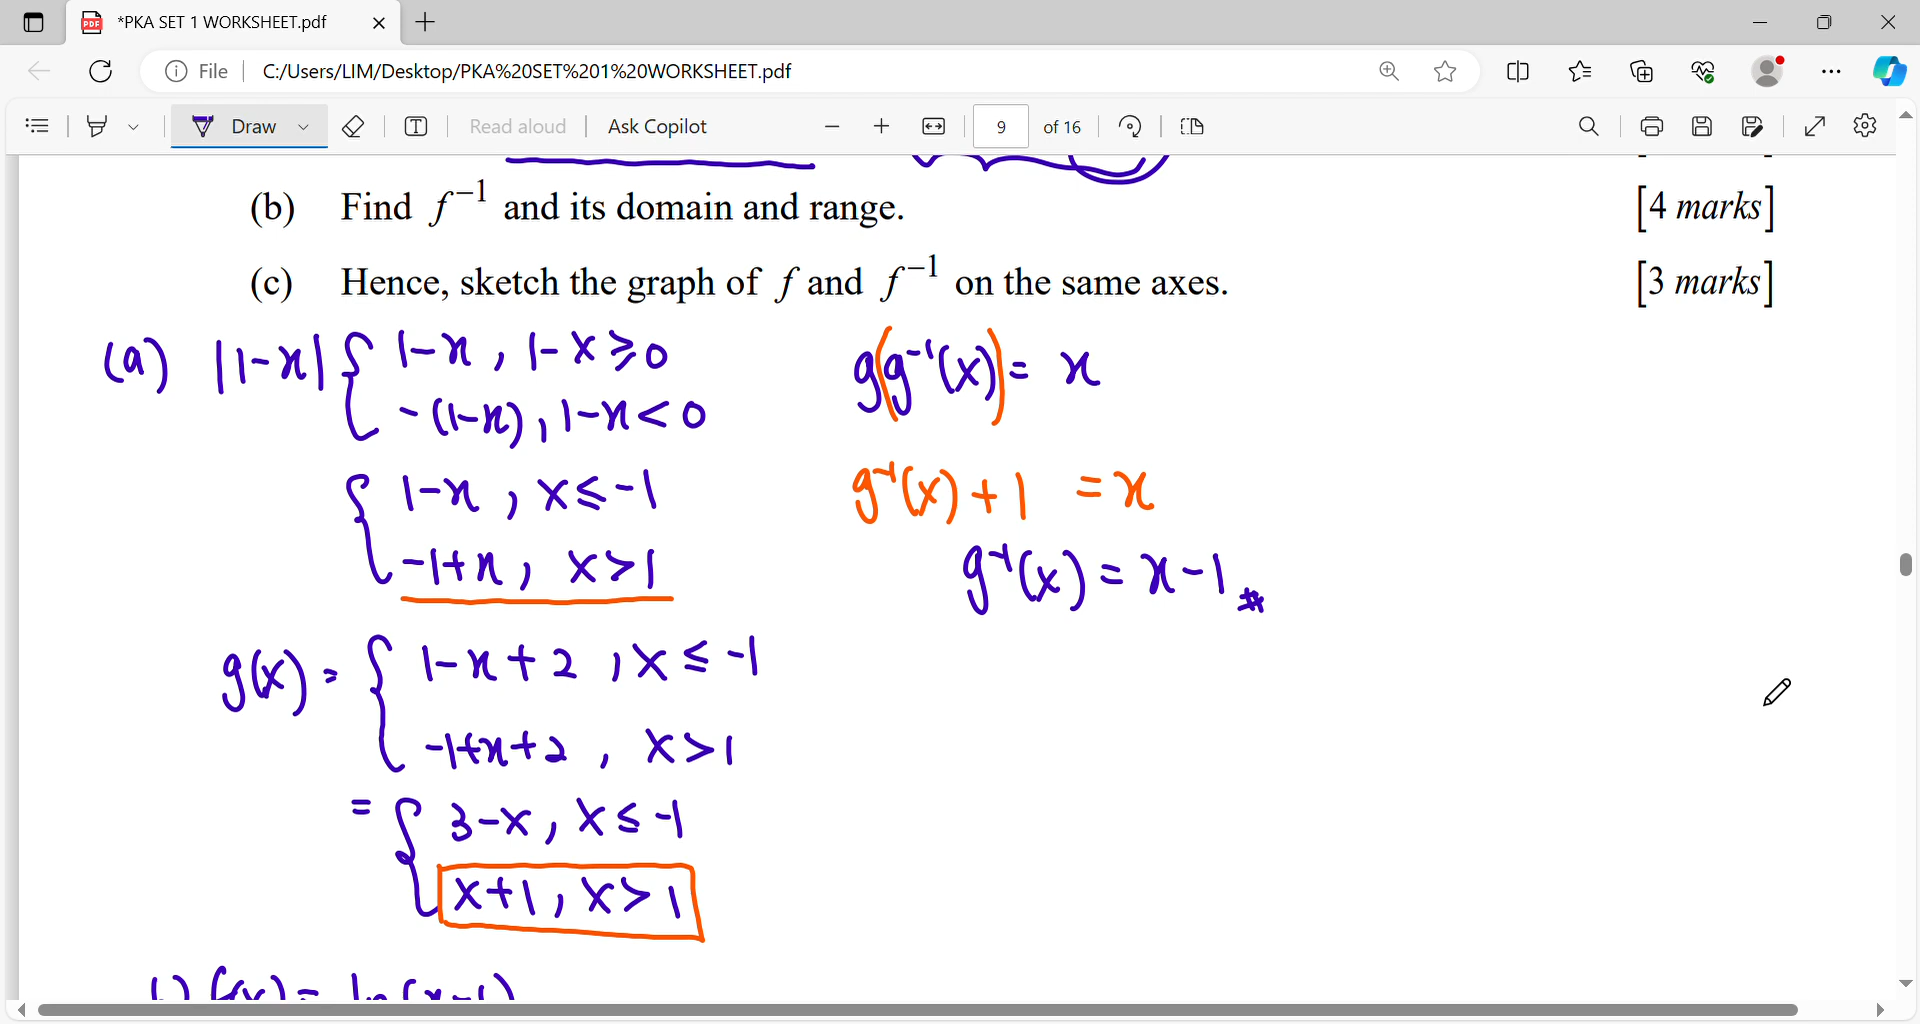 *PKA SET 1 WORKSHEET.pdf
File C:/Users/LIM/Desktop/PKA%20SET%201%20WORKSHEET.pdf
Draw Read aloud Ask Copilot 9 of 16
(b) Find f⁻¹ and its domain and range. [4 marks]
(c) Hence, sketch the graph of f and f⁻¹ on the same axes. [3 marks]
(a) |1-x| { 1-x , 1-x ≥ 0
-(1-x) , 1-x < 0
{ 1-x , x ≤ -1
-1+x , x > 1
g(x) = { 1-x+2 , x ≤ -1
-1+x+2 , x > 1
= { 3-x , x ≤ -1
x+1 , x > 1
g(g⁻¹(x)) = x
g⁻¹(x) + 1 = x
g⁻¹(x) = x-1 #
b) f(x) = ln(x-1)